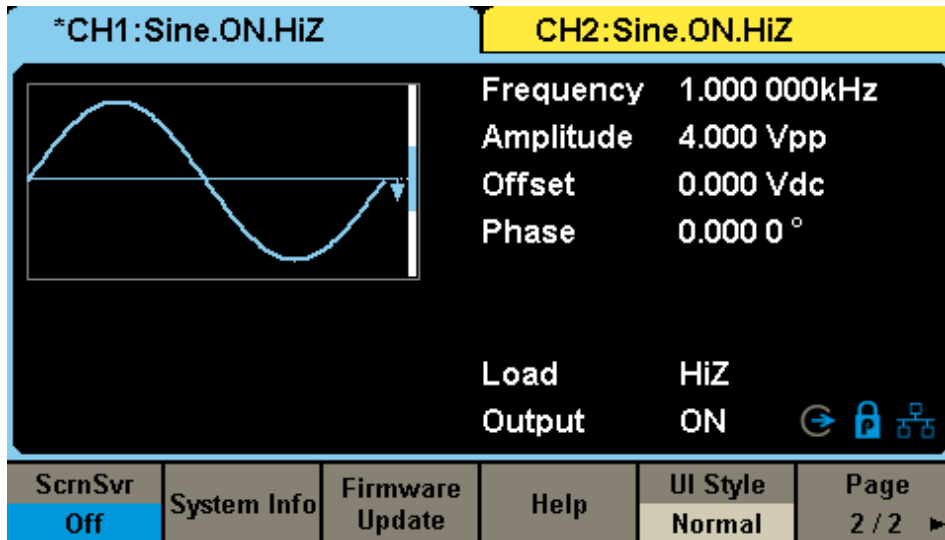 *CH1:Sine.ON.HiZ
CH2:Sine.ON.HiZ
Frequency 1.000 000kHz
Amplitude 4.000 Vpp
Offset 0.000 Vdc
Phase 0.000 0 °
Load HiZ
Output ON
P
ScrnSvr
Off
System Info
Firmware
Update
Help
UI Style
Normal
Page
2 / 2 ►